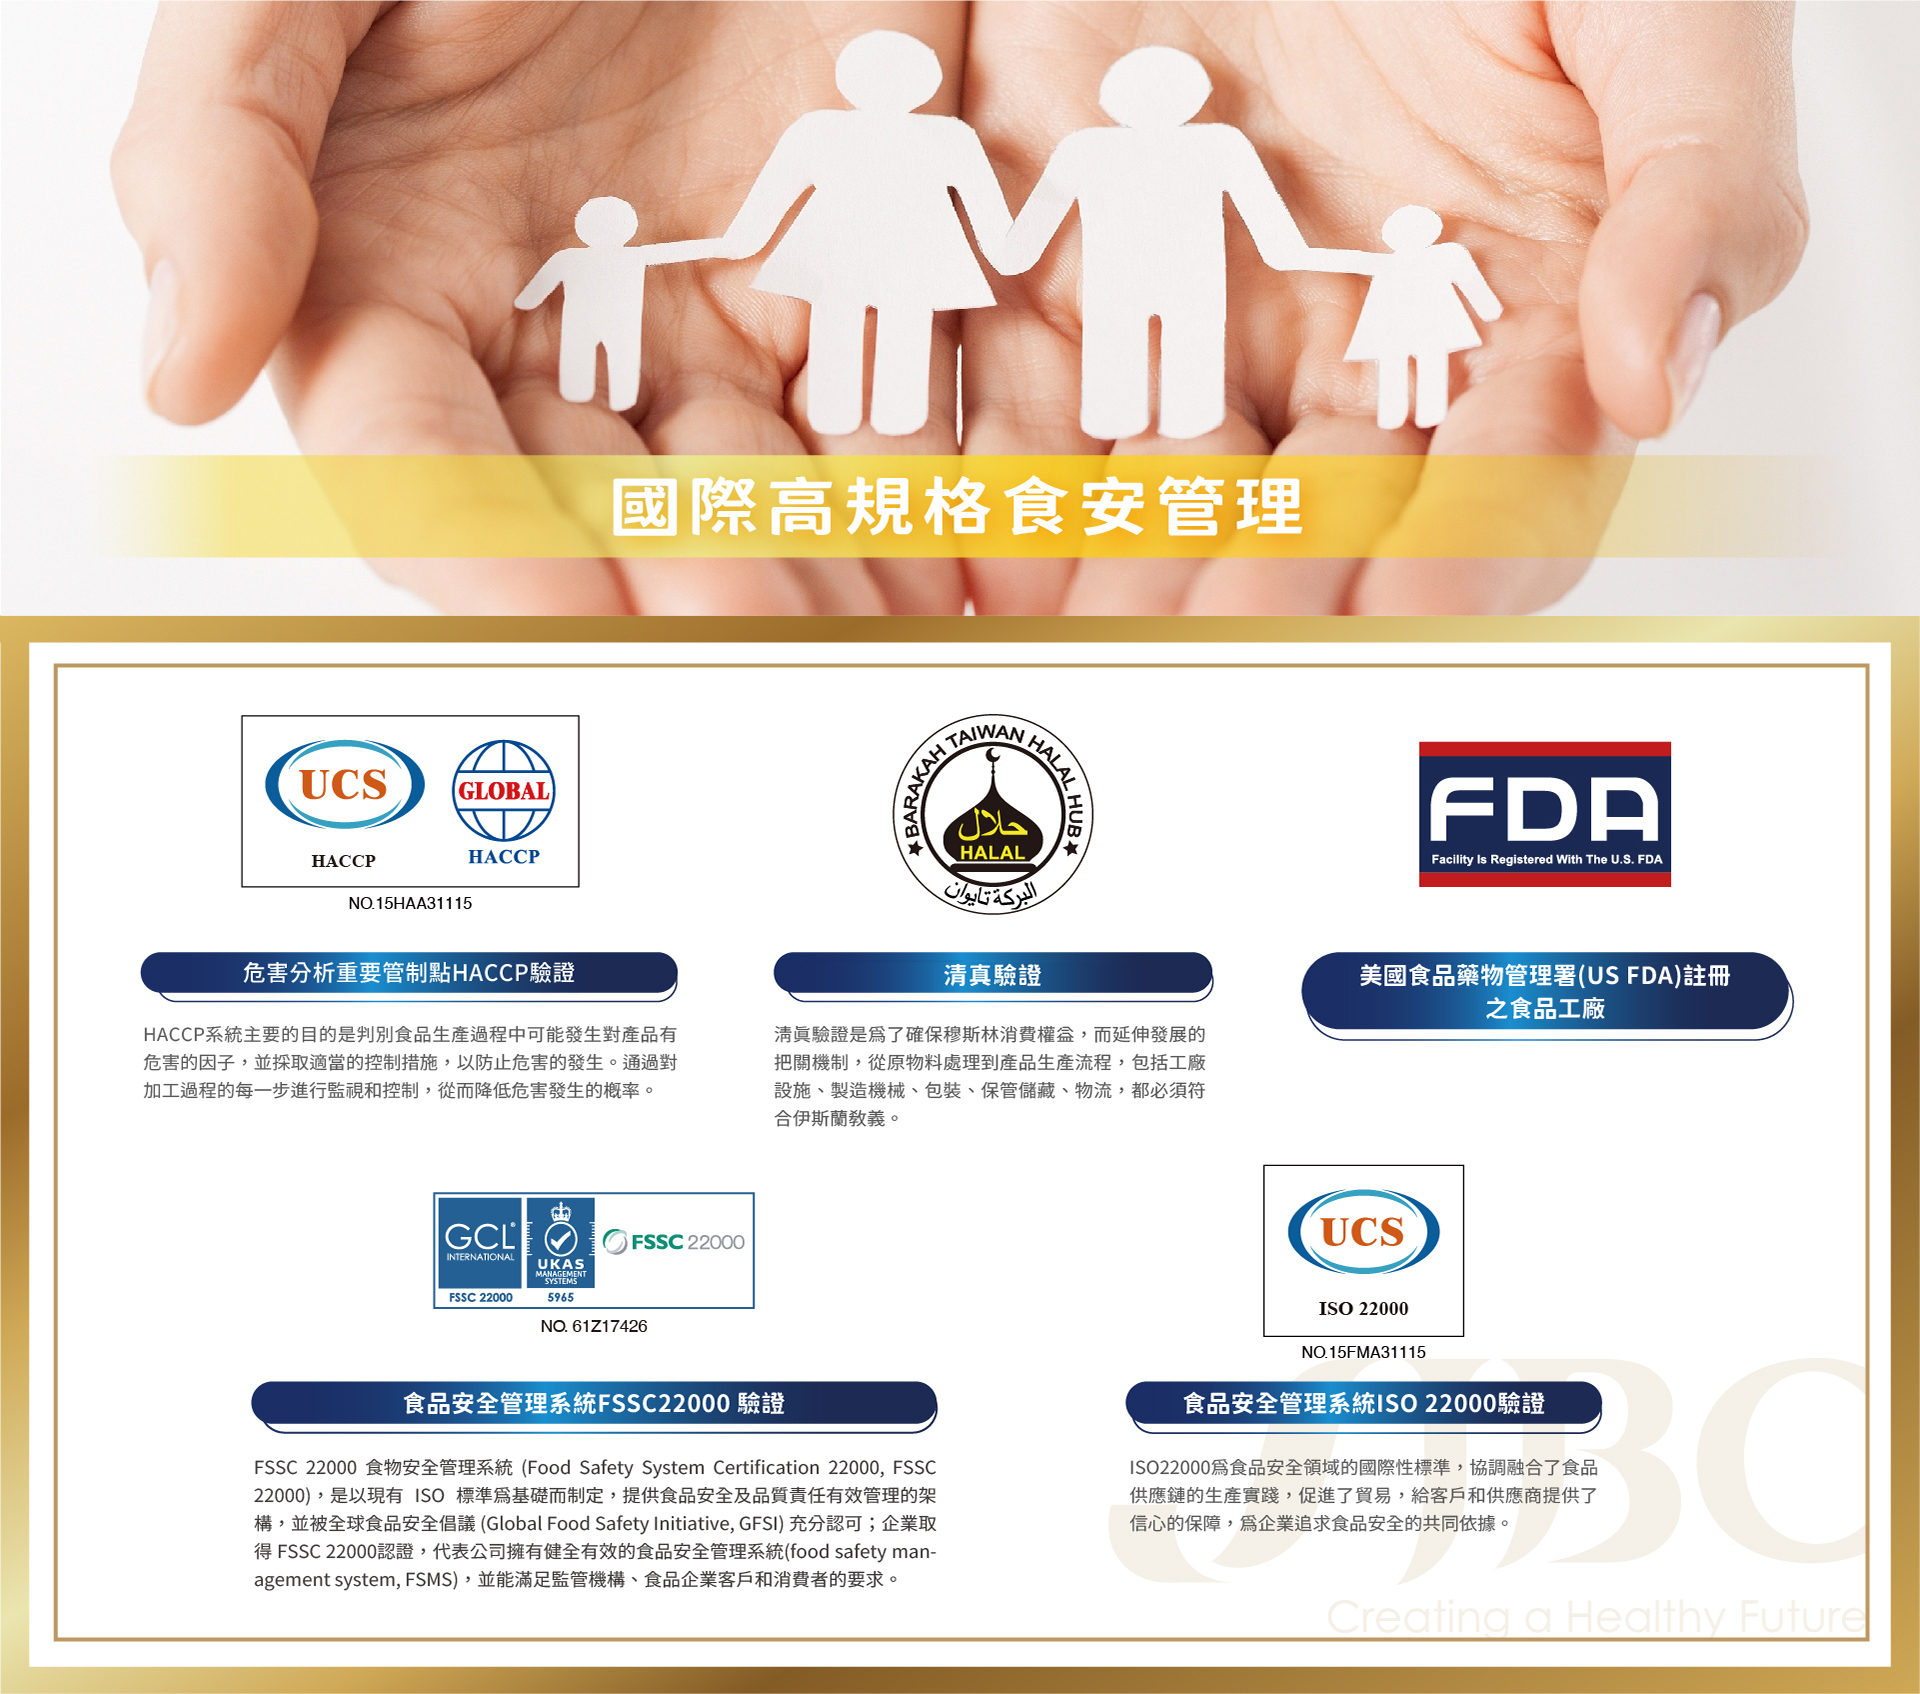 國際高規格食安管理
UCS
HACCP
GLOBAL
HACCP
NO.15HAA31115
BARAKAH TAIWAN HALAL HUB
حلال
HALAL
البركة تايوان
FDA
Facility Is Registered With The U.S. FDA
危害分析重要管制點HACCP驗證
HACCP系統主要的目的是判別食品生產過程中可能發生對產品有
危害的因子，並採取適當的控制措施，以防止危害的發生。通過對
加工過程的每一步進行監視和控制，從而降低危害發生的概率。
清真驗證
清眞驗證是爲了確保穆斯林消費權益，而延伸發展的
把關機制，從原物料處理到產品生產流程，包括工廠
設施、製造機械、包裝、保管儲藏、物流，都必須符
合伊斯蘭教義。
美國食品藥物管理署(US FDA)註冊
之食品工廠
GCL®
INTERNATIONAL
FSSC 22000
UKAS
MANAGEMENT
SYSTEMS
5965
FSSC 22000
NO. 61Z17426
食品安全管理系統FSSC22000 驗證
FSSC 22000 食物安全管理系統 (Food Safety System Certification 22000, FSSC
22000)，是以現有 ISO 標準爲基礎而制定，提供食品安全及品質責任有效管理的架
構，並被全球食品安全倡議 (Global Food Safety Initiative, GFSI) 充分認可；企業取
得 FSSC 22000認證，代表公司擁有健全有效的食品安全管理系統(food safety man-
agement system, FSMS)，並能滿足監管機構、食品企業客戶和消費者的要求。
UCS
ISO 22000
NO.15FMA31115
食品安全管理系統ISO 22000驗證
ISO22000爲食品安全領域的國際性標準，協調融合了食品
供應鏈的生產實踐，促進了貿易，給客戶和供應商提供了
信心的保障，爲企業追求食品安全的共同依據。
Creating a Healthy Future